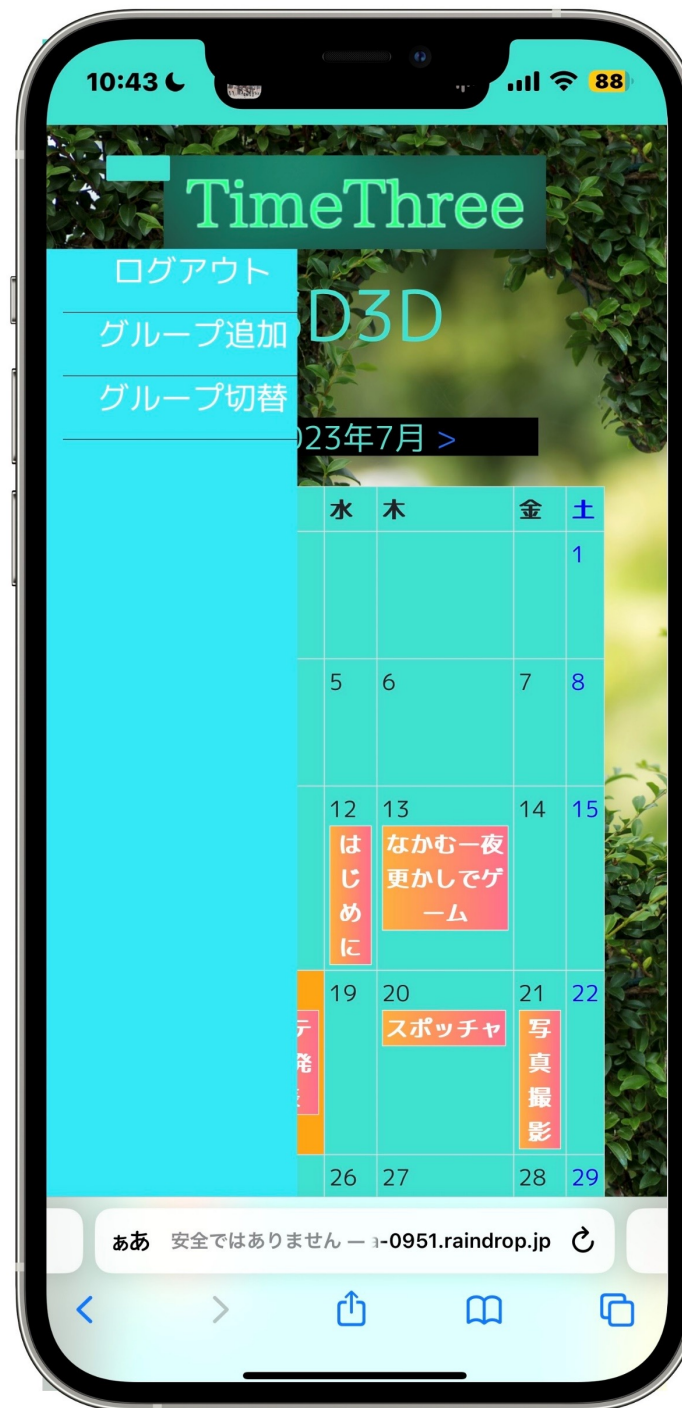 10:43
88
TimeThree
ログアウト
D3D
グループ追加
グループ切替
023年7月 >
水 木 金 土
1
5 6 7 8
12 13 14 15
は
じ
め
に
なかむ一夜
更かしでゲ
ーム
19 20 21 22
テ
発
スポッチャ
写
真
撮
影
26 27 28 29
ぁあ 安全ではありません — a-0951.raindrop.jp